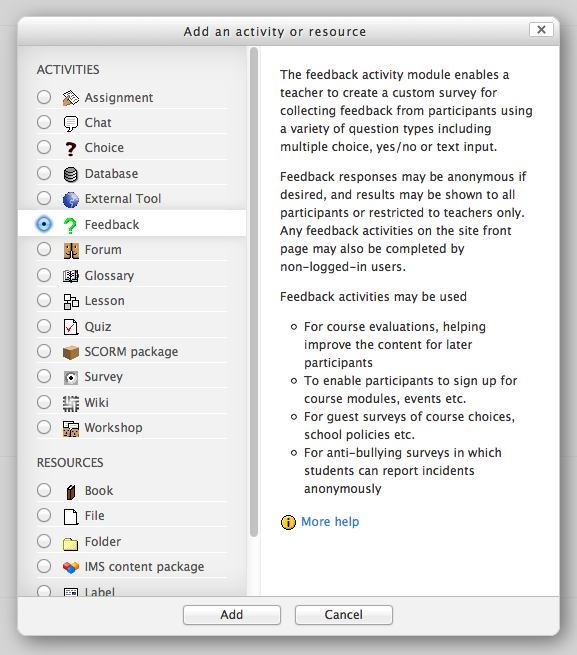 Add an activity or resource
ACTIVITIES
Assignment
Chat
Choice
Database
External Tool
Feedback
Forum
Glossary
Lesson
Quiz
SCORM package
Survey
Wiki
Workshop
RESOURCES
Book
File
Folder
IMS content package
Label
The feedback activity module enables a
teacher to create a custom survey for
collecting feedback from participants using
a variety of question types including
multiple choice, yes/no or text input.
Feedback responses may be anonymous if
desired, and results may be shown to all
participants or restricted to teachers only.
Any feedback activities on the site front
page may also be completed by
non-logged-in users.
Feedback activities may be used
For course evaluations, helping
improve the content for later
participants
To enable participants to sign up for
course modules, events etc.
For guest surveys of course choices,
school policies etc.
For anti-bullying surveys in which
students can report incidents
anonymously
More help
Add
Cancel